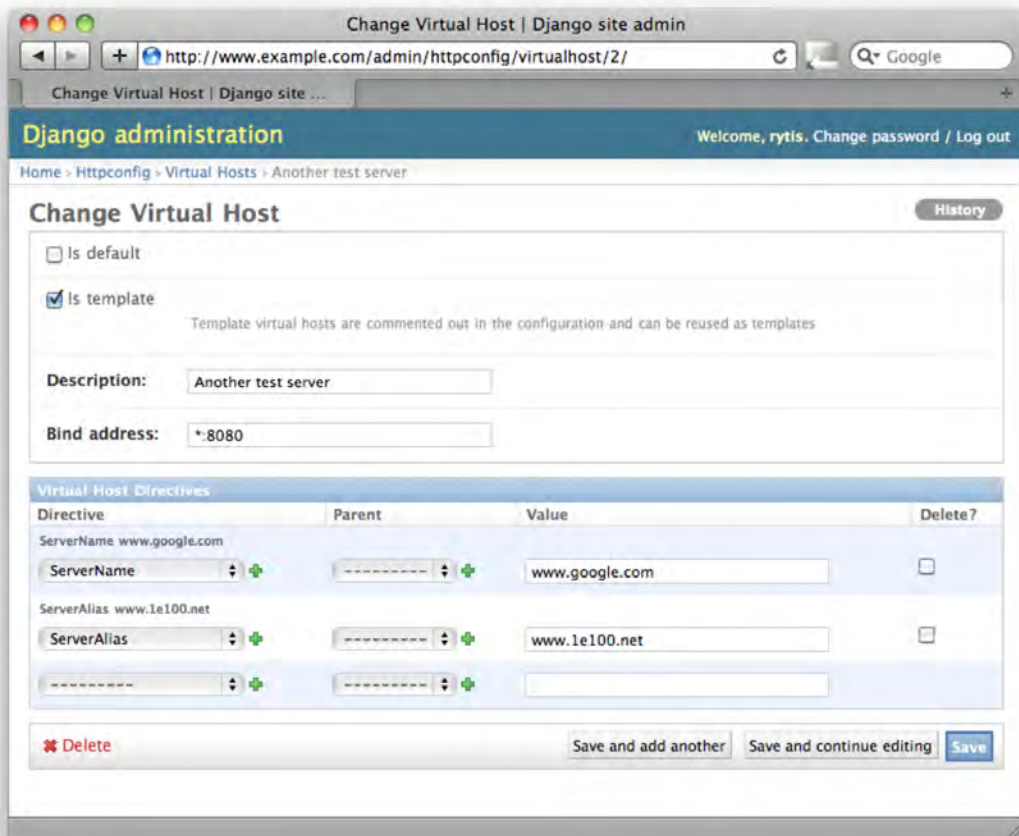 Change Virtual Host | Django site admin
http://www.example.com/admin/httpconfig/virtualhost/2/
Google
Change Virtual Host | Django site ...
Django administration
Welcome, rytis. Change password / Log out
Home › Httpconfig › Virtual Hosts › Another test server
Change Virtual Host
History
Is default
Is template
Template virtual hosts are commented out in the configuration and can be reused as templates
Description: Another test server
Bind address: *:8080
Virtual Host Directives
Directive Parent Value Delete?
ServerName www.google.com
ServerName --------- www.google.com
ServerAlias www.1e100.net
ServerAlias --------- www.1e100.net
--------- ---------
Delete Save and add another Save and continue editing Save